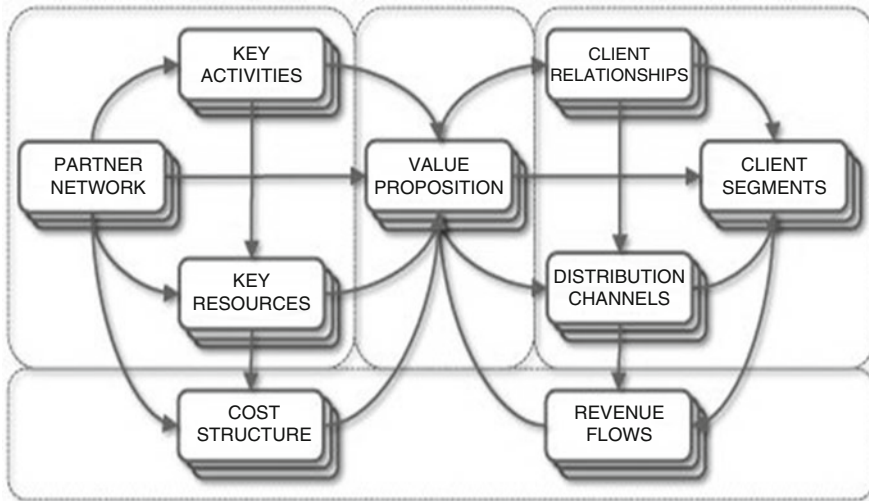 KEY
ACTIVITIES
CLIENT
RELATIONSHIPS
PARTNER
NETWORK
VALUE
PROPOSITION
CLIENT
SEGMENTS
KEY
RESOURCES
DISTRIBUTION
CHANNELS
COST
STRUCTURE
REVENUE
FLOWS